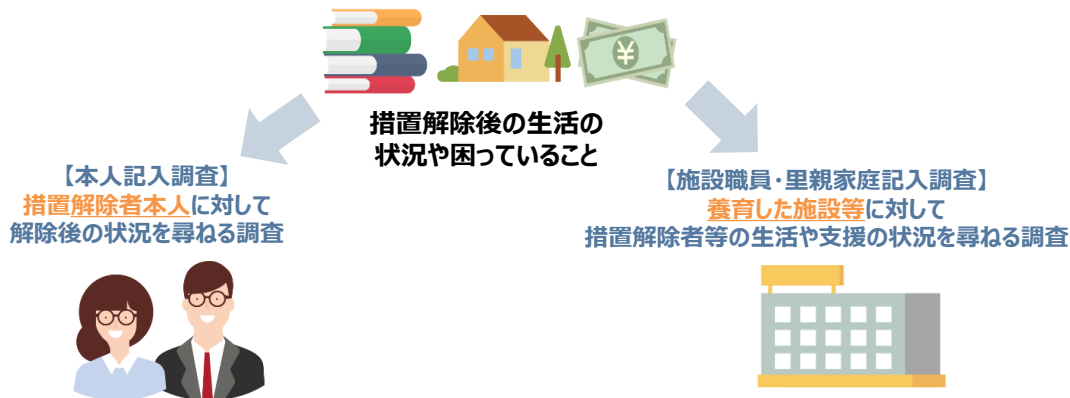 ¥
措置解除後の生活の
状況や困っていること
【本人記入調査】
措置解除者本人に対して
解除後の状況を尋ねる調査
【施設職員・里親家庭記入調査】
養育した施設等に対して
措置解除者等の生活や支援の状況を尋ねる調査